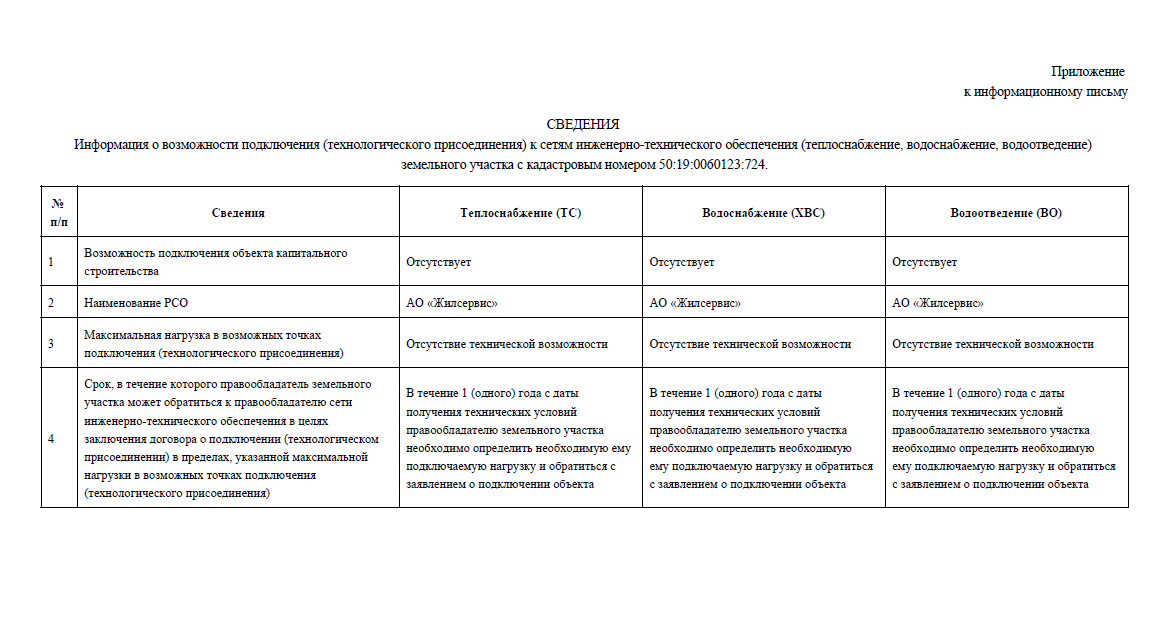 Приложение
к информационному письму
СВЕДЕНИЯ
Информация о возможности подключения (технологического присоединения) к сетям инженерно-технического обеспечения (теплоснабжение, водоснабжение, водоотведение)
земельного участка с кадастровым номером 50:19:0060123:724.
№
п/п
Сведения
Теплоснабжение (ТС)
Водоснабжение (ХВС)
Водоотведение (ВО)
1
Возможность подключения объекта капитального
строительства
Отсутствует
Отсутствует
Отсутствует
2
Наименование РСО
АО «Жилсервис»
АО «Жилсервис»
АО «Жилсервис»
3
Максимальная нагрузка в возможных точках
подключения (технологического присоединения)
Отсутствие технической возможности
Отсутствие технической возможности
Отсутствие технической возможности
4
Срок, в течение которого правообладатель земельного
участка может обратиться к правообладателю сети
инженерно-технического обеспечения в целях
заключения договора о подключении (технологическом
присоединении) в пределах, указанной максимальной
нагрузки в возможных точках подключения
(технологического присоединения)
В течение 1 (одного) года с даты
получения технических условий
правообладателю земельного участка
необходимо определить необходимую ему
подключаемую нагрузку и обратиться с
заявлением о подключении объекта
В течение 1 (одного) года с даты
получения технических условий
правообладателю земельного участка
необходимо определить необходимую
ему подключаемую нагрузку и обратиться
с заявлением о подключении объекта
В течение 1 (одного) года с даты
получения технических условий
правообладателю земельного участка
необходимо определить необходимую
ему подключаемую нагрузку и обратиться
с заявлением о подключении объекта